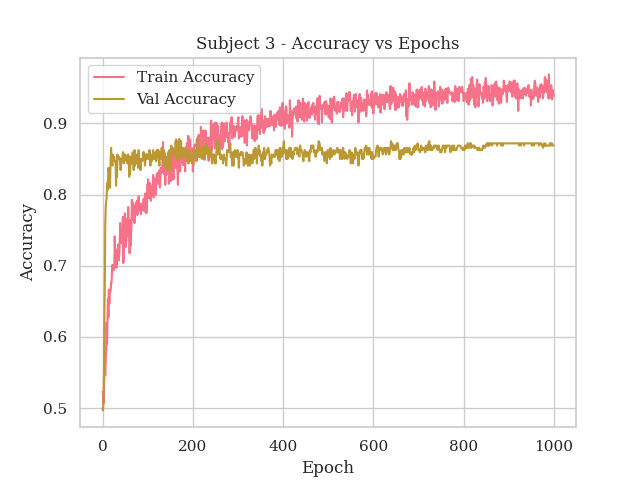 Subject 3 - Accuracy vs Epochs
Train Accuracy
Val Accuracy
0.9
0.8
0.7
0.6
0.5
Accuracy
0 200 400 600 800 1000
Epoch